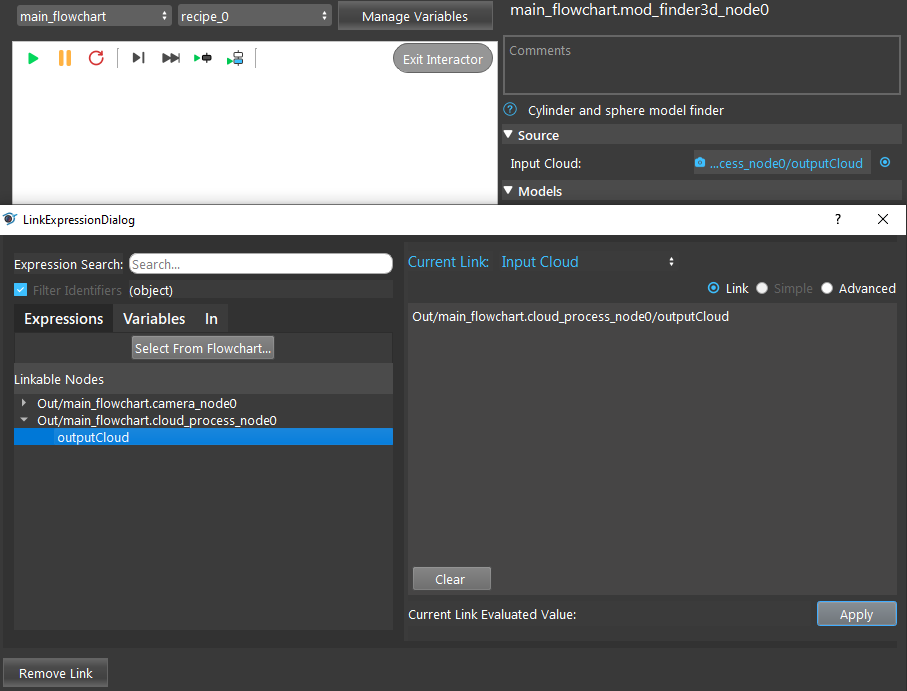 main_flowchart
recipe_0
Manage Variables
main_flowchart.mod_finder3d_node0
Exit Interactor
Comments
? Cylinder and sphere model finder
Source
Input Cloud: ...cess_node0/outputCloud
Models
LinkExpressionDialog ?
Expression Search: Search...
Filter Identifiers (object)
Expressions Variables In
Select From Flowchart...
Linkable Nodes
Out/main_flowchart.camera_node0
Out/main_flowchart.cloud_process_node0
outputCloud
Current Link: Input Cloud
Link Simple Advanced
Out/main_flowchart.cloud_process_node0/outputCloud
Clear
Current Link Evaluated Value:
Apply
Remove Link